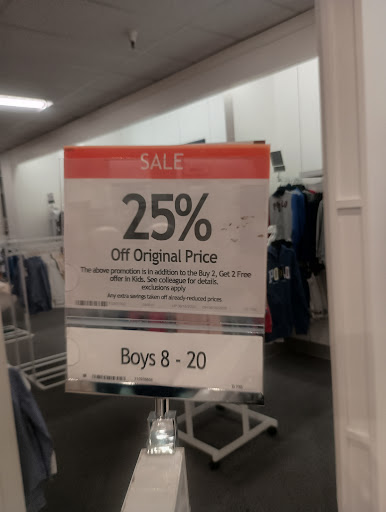 SALE
25%
Off Original Price
The above promotion is in addition to the Buy 2, Get 2 Free
offer in Kids. See colleague for details.
exclusions apply
Any extra savings taken off already reduced prices
Boys 8 - 20
POLO